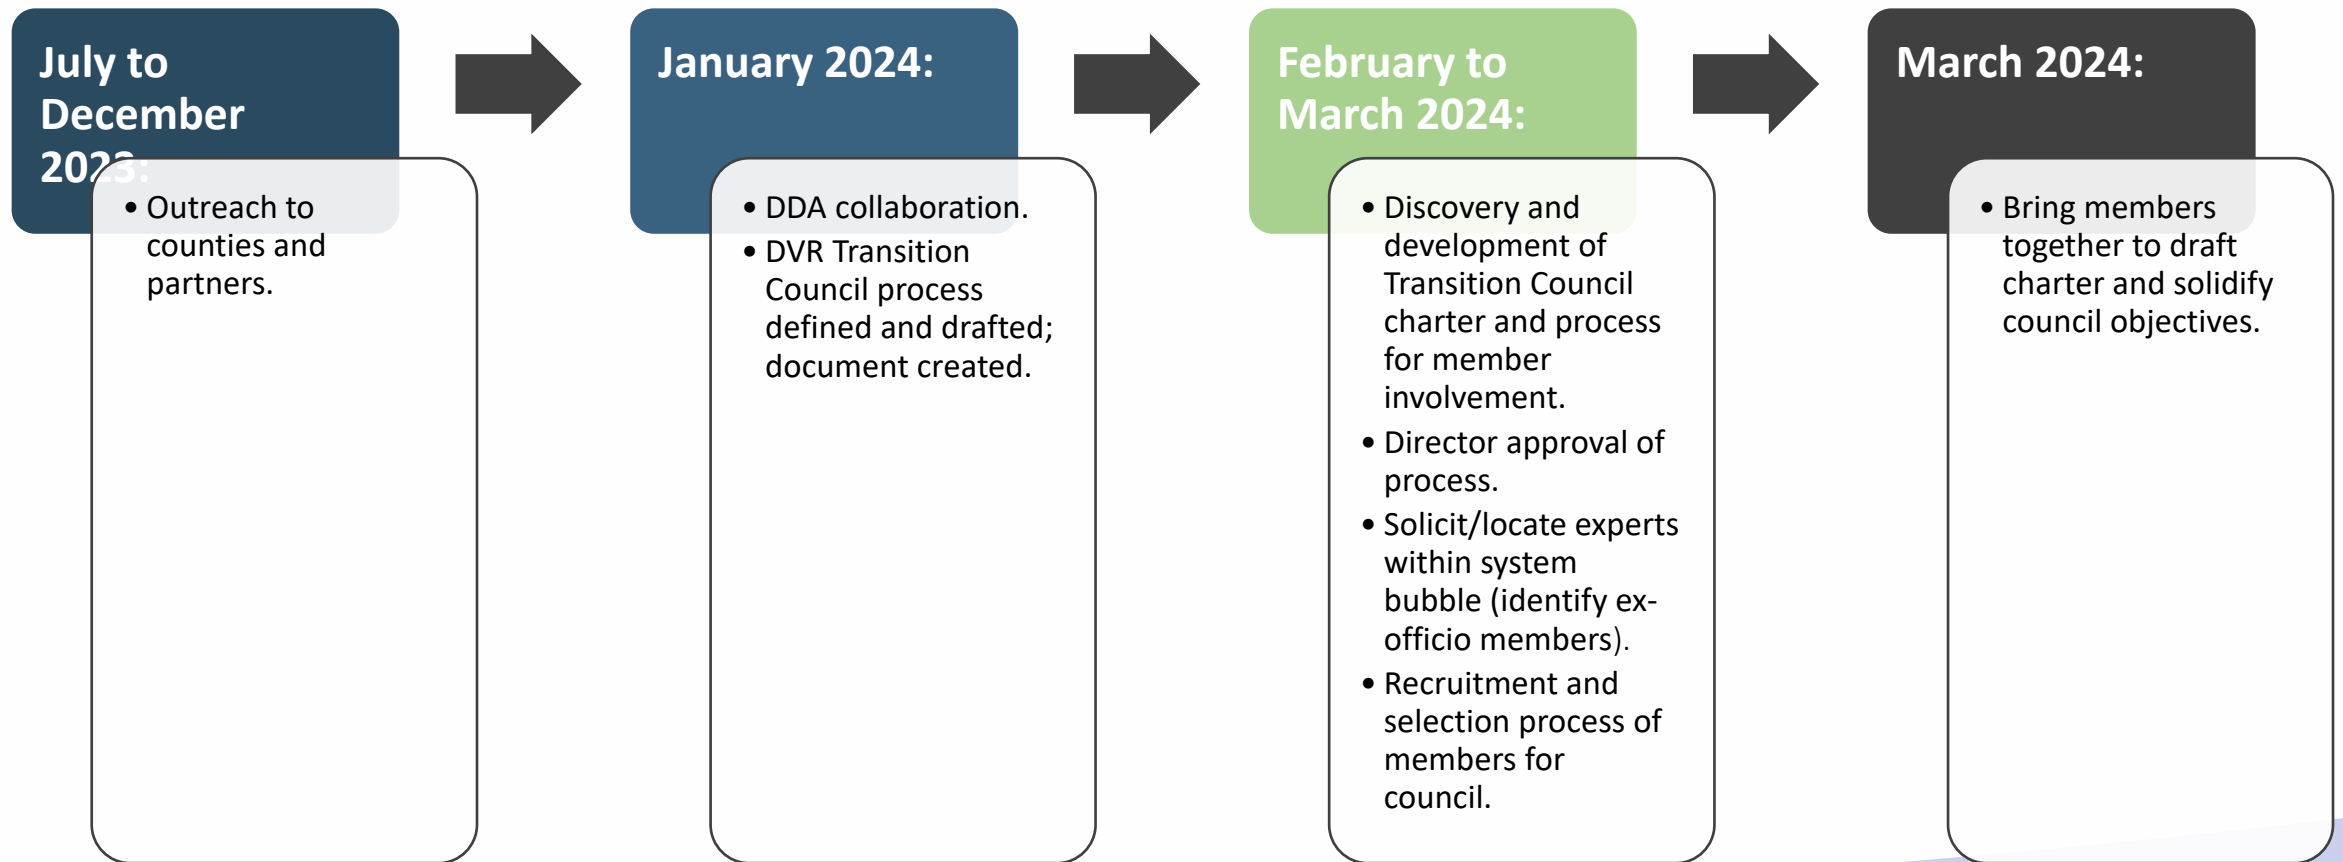 July to
December
2023:
• Outreach to
counties and
partners.
January 2024:
• DDA collaboration.
• DVR Transition
Council process
defined and drafted;
document created.
February to
March 2024:
• Discovery and
development of
Transition Council
charter and process
for member
involvement.
• Director approval of
process.
• Solicit/locate experts
within system
bubble (identify ex-
officio members).
• Recruitment and
selection process of
members for
council.
March 2024:
• Bring members
together to draft
charter and solidify
council objectives.